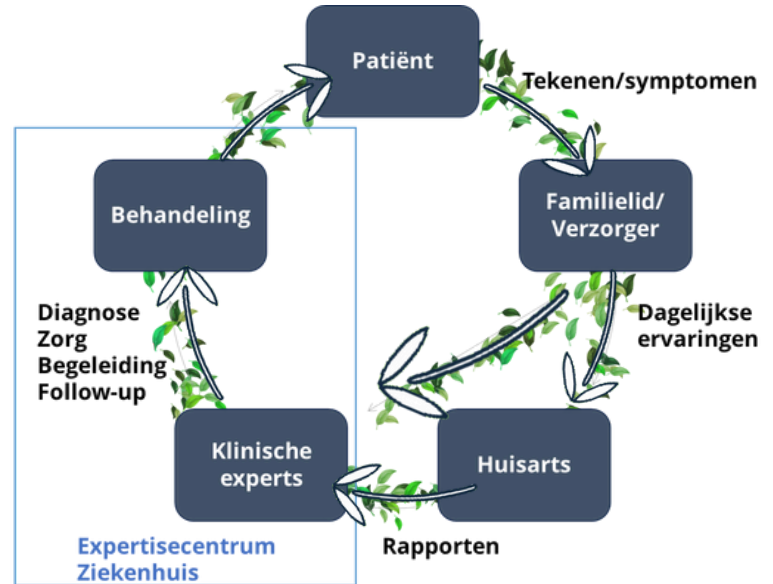 Patiënt
Tekenen/symptomen
Familielid/
Verzorger
Dagelijkse
ervaringen
Huisarts
Rapporten
Klinische
experts
Diagnose
Zorg
Begeleiding
Follow-up
Behandeling
Expertisecentrum
Ziekenhuis